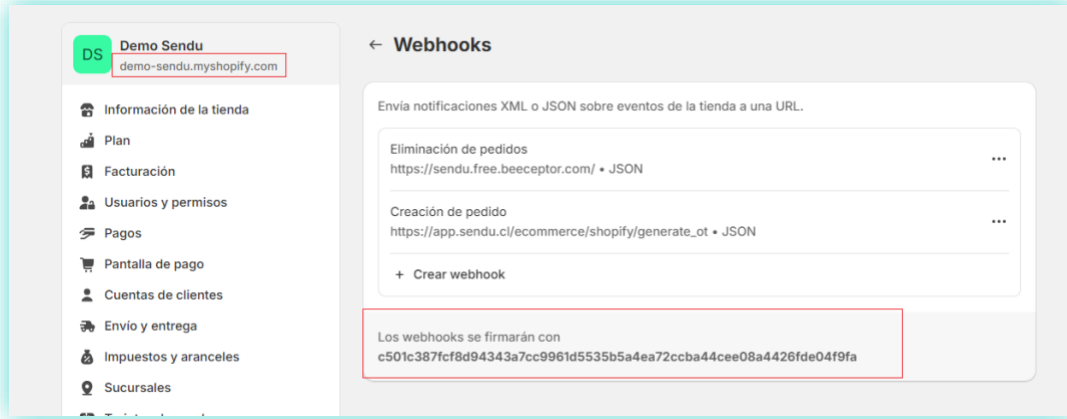 DS
Demo Sendu
demo-sendu.myshopify.com
Información de la tienda
Plan
Facturación
Usuarios y permisos
Pagos
Pantalla de pago
Cuentas de clientes
Envío y entrega
Impuestos y aranceles
Sucursales
← Webhooks
Envía notificaciones XML o JSON sobre eventos de la tienda a una URL.
Eliminación de pedidos
https://sendu.free.beeceptor.com/ • JSON
Creación de pedido
https://app.sendu.cl/ecommerce/shopify/generate_ot • JSON
+ Crear webhook
Los webhooks se firmarán con
c501c387fcf8d94343a7cc9961d5535b5a4ea72ccba44cee08a4426fde04f9fa